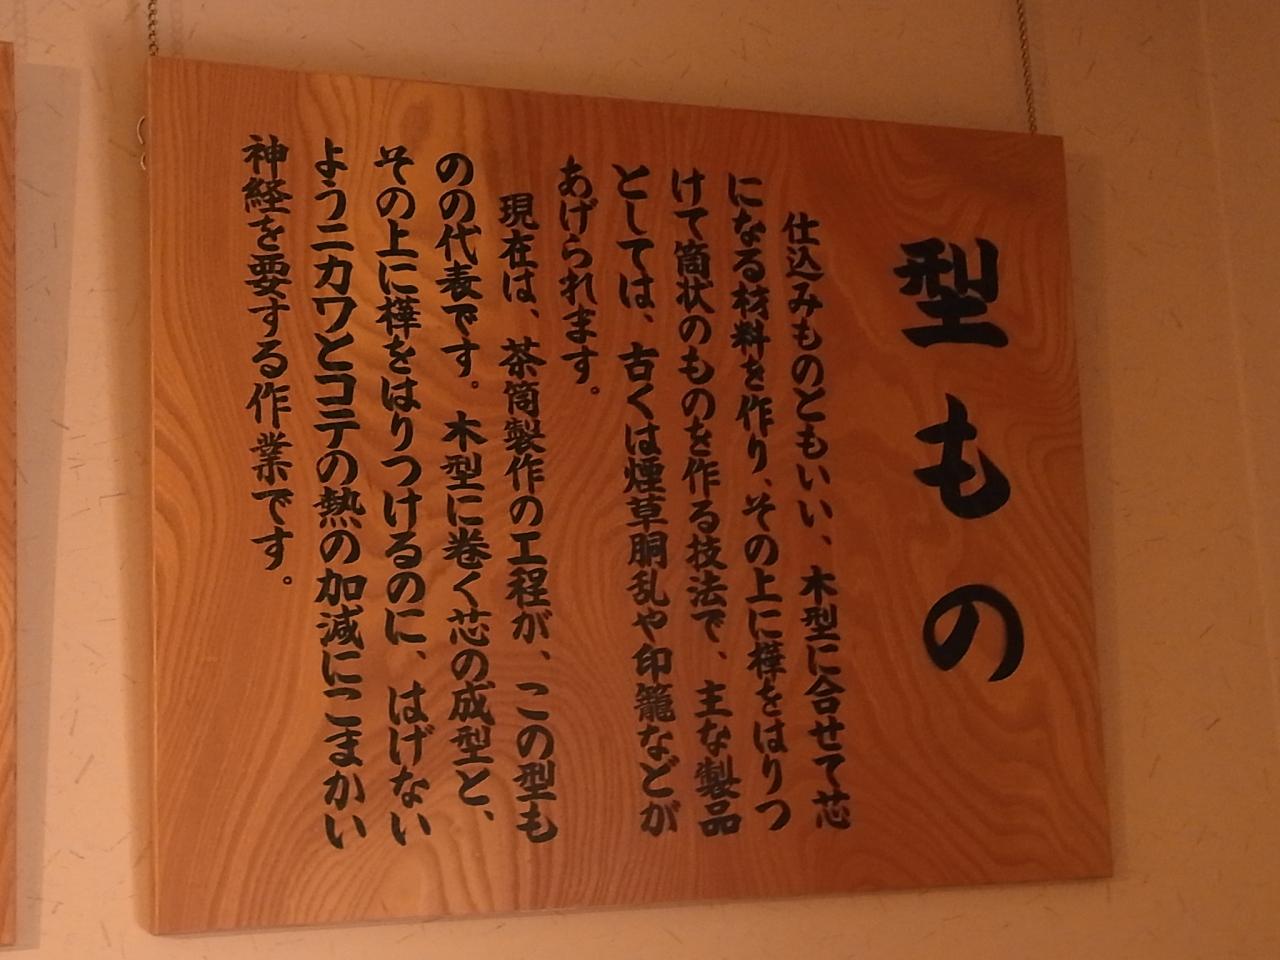 型もの
仕込みものともいい、木型に合せて芯
になる材料を作り、その上に樺をはりつ
けて筒状のものを作る技法で、主な製品
としては、古くは煙草胴乱や印籠などが
あげられます。
現在は、茶筒製作の工程が、この型も
のの代表です。木型に巻く芯の成型と、
その上に樺をはりつけるのに、はげない
ようニカワとコテの熱の加減にこまかい
神経を要する作業です。